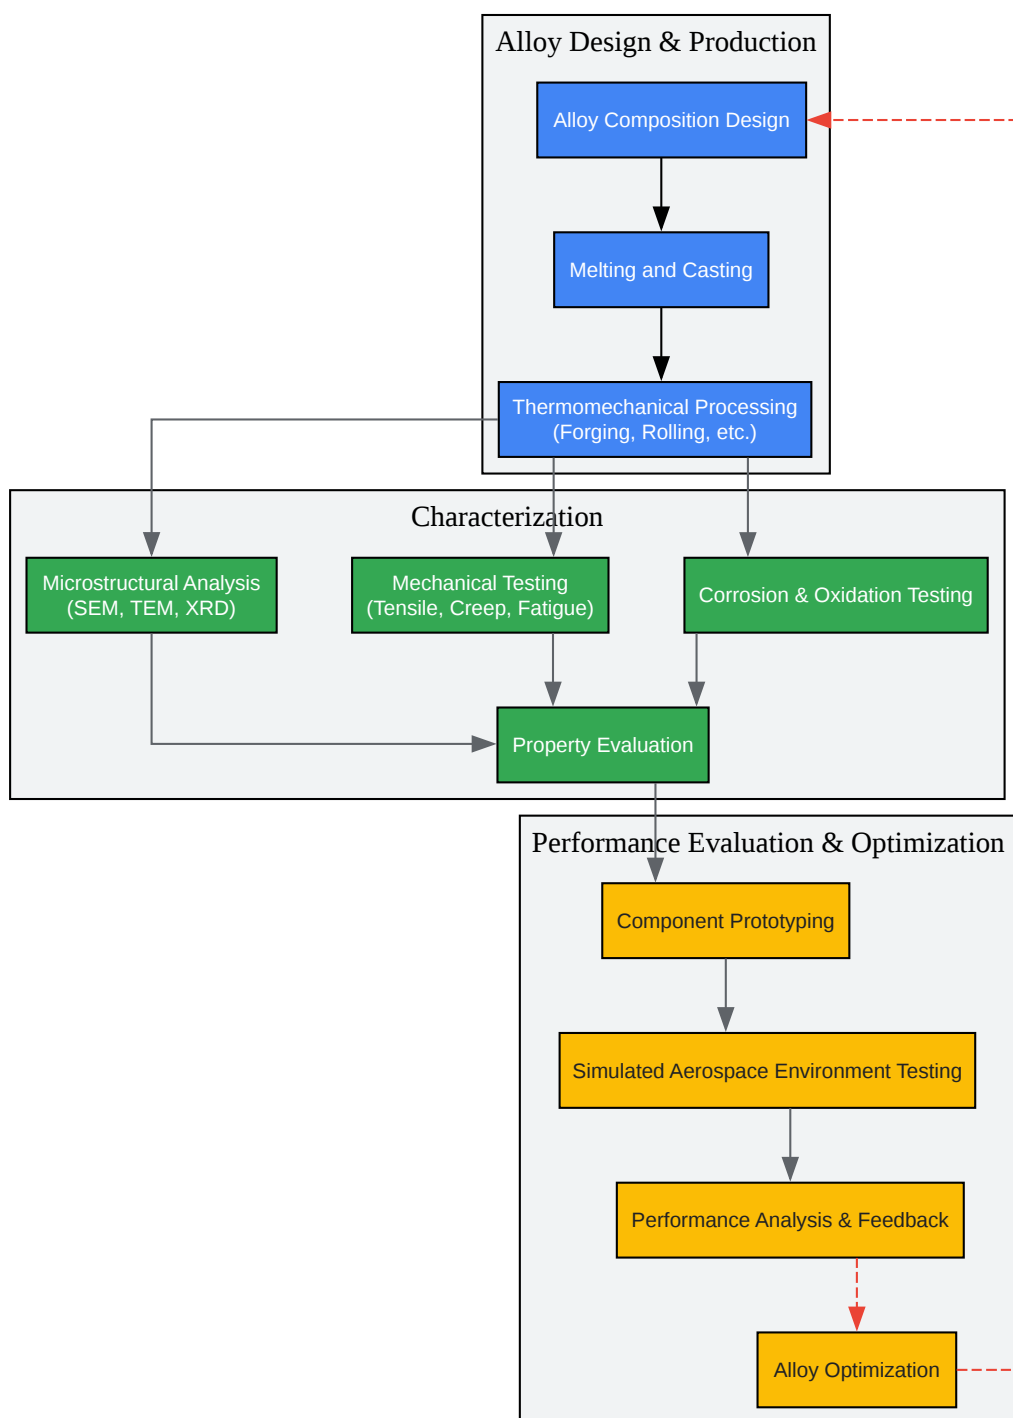 Alloy Design & Production
Alloy Composition Design
Melting and Casting
Thermomechanical Processing
(Forging, Rolling, etc.)
Characterization
Microstructural Analysis
(SEM, TEM, XRD)
Mechanical Testing
(Tensile, Creep, Fatigue)
Corrosion & Oxidation Testing
Property Evaluation
Performance Evaluation & Optimization
Component Prototyping
Simulated Aerospace Environment Testing
Performance Analysis & Feedback
Alloy Optimization